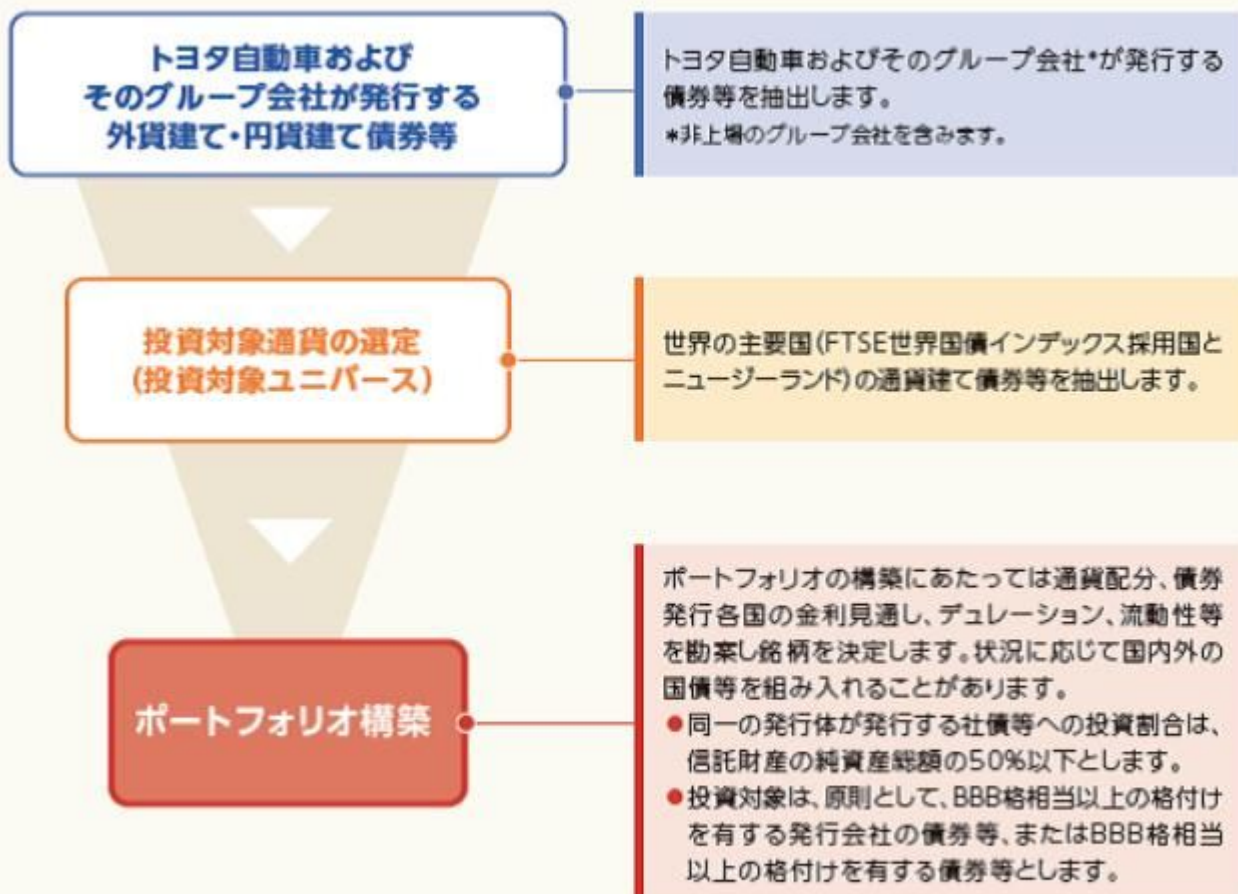 トヨタ自動車および
そのグループ会社が発行する
外貨建て・円貨建て債券等
トヨタ自動車およびそのグループ会社*が発行する
債券等を抽出します。
*非上場のグループ会社を含みます。
投資対象通貨の選定
(投資対象ユニバース)
世界の主要国(FTSE世界国債インデックス採用国と
ニュージーランド)の通貨建て債券等を抽出します。
ポートフォリオ構築
ポートフォリオの構築にあたっては通貨配分、債券
発行各国の金利見通し、デュレーション、流動性等
を勘案し銘柄を決定します。状況に応じて国内外の
国債等を組み入れることがあります。
●同一の発行体が発行する社債等への投資割合は、
信託財産の純資産総額の50%以下とします。
●投資対象は、原則として、BBB格相当以上の格付け
を有する発行会社の債券等、またはBBB格相当
以上の格付けを有する債券等とします。